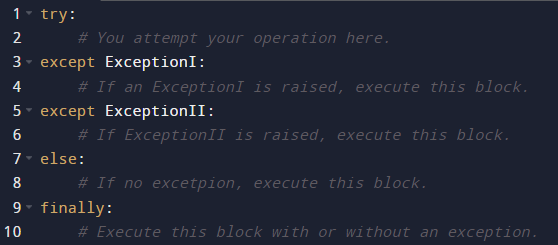 1 try:
2 # You attempt your operation here.
3 except ExceptionI:
4 # If an ExceptionI is raised, execute this block.
5 except ExceptionII:
6 # If ExceptionII is raised, execute this block.
7 else:
8 # If no excetpion, execute this block.
9 finally:
10 # Execute this block with or without an exception.